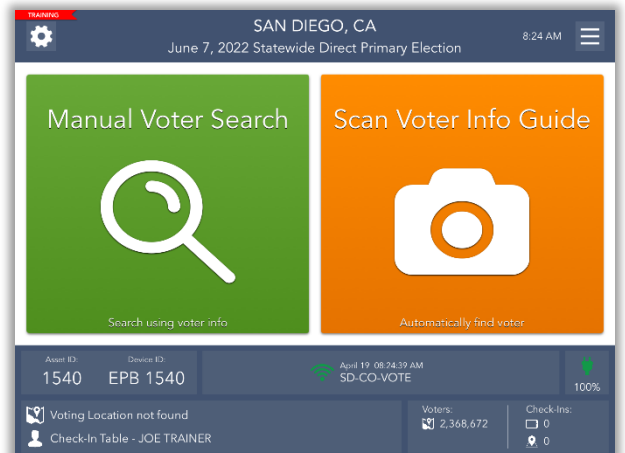 TRAINING
SAN DIEGO, CA
June 7, 2022 Statewide Direct Primary Election
8:24 AM
Manual Voter Search
Search using voter info
Scan Voter Info Guide
Automatically find voter
Asset ID:
1540
Device ID:
EPB 1540
April 19 08:24:39 AM
SD-CO-VOTE
100%
Voting Location not found
Check-In Table - JOE TRAINER
Voters:
2,368,672
Check-Ins:
0
0